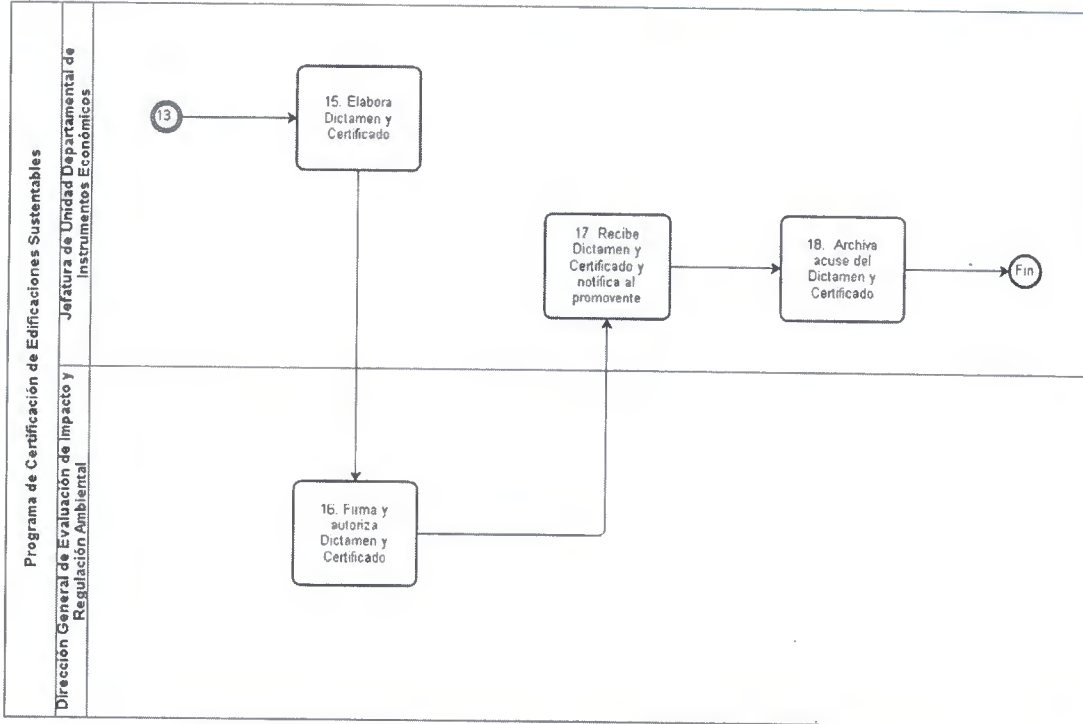 Programa de Certificación de Edificaciones Sustentables
Jefatura de Unidad Departamental de
Instrumentos Económicos
13
15. Elabora
Dictamen y
Certificado
17 Recibe
Dictamen y
Certificado y
notifica al
promovente
18. Archiva
acuse del
Dictamen y
Certificado
Fin
Dirección General de Evaluación de Impacto y
Regulación Ambiental
16. Firma y
autoriza
Dictamen y
Certificado